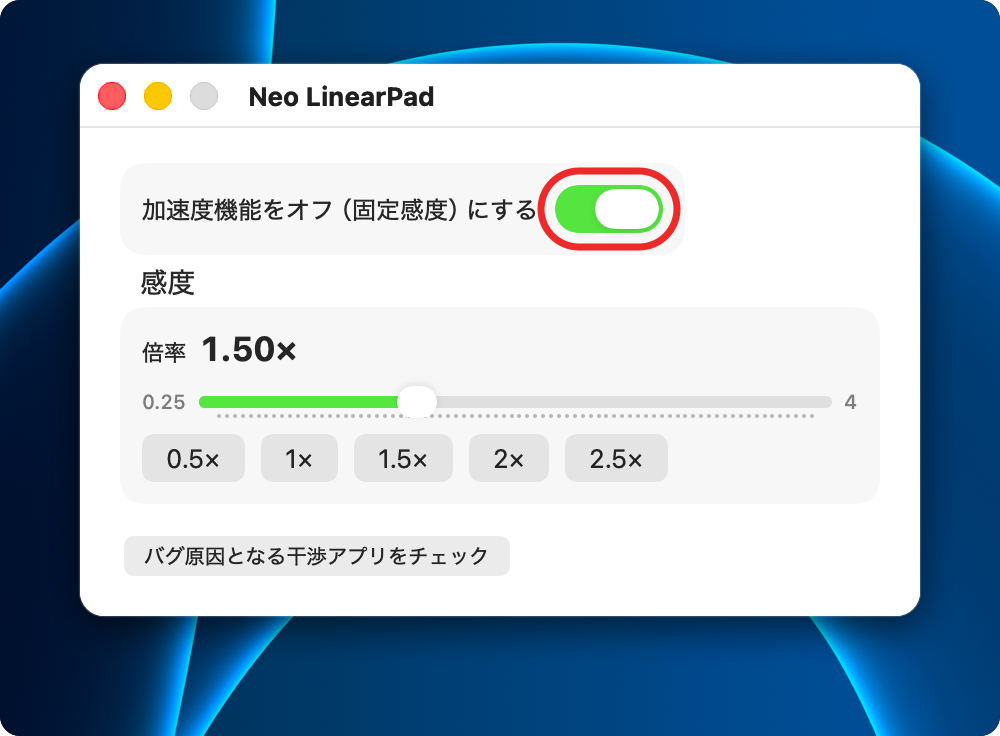 Neo LinearPad
加速度機能をオフ（固定感度）にする
感度
倍率 1.50×
0.25 4
0.5× 1× 1.5× 2× 2.5×
バグ原因となる干渉アプリをチェック